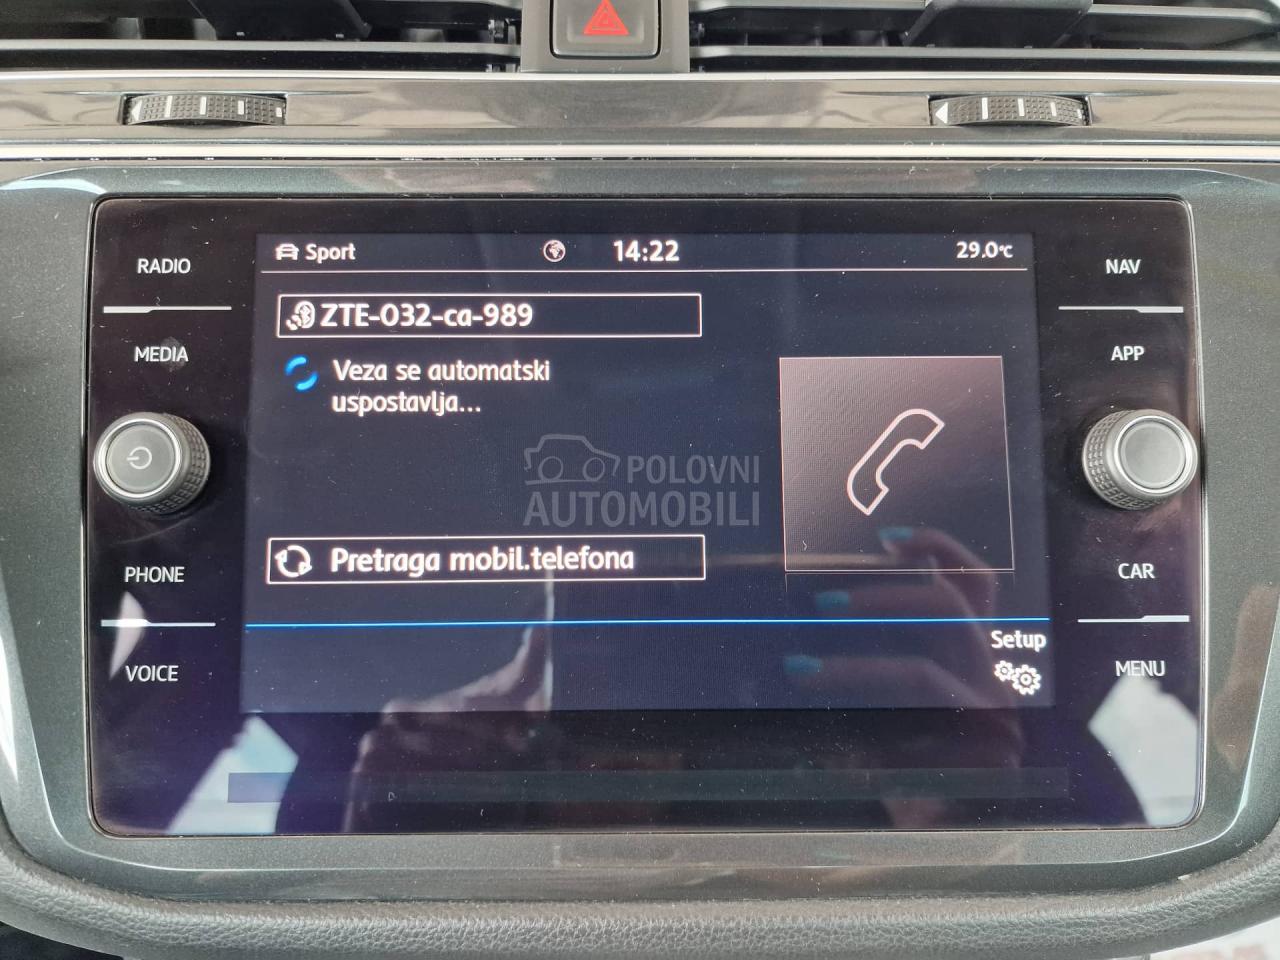 Sport 14:22 29.0°C
RADIO
NAV
ZTE-032-ca-989
MEDIA
APP
Veza se automatski
uspostavlja...
POLOVNI
AUTOMOBILI
Pretraga mobil.telefona
PHONE
CAR
Setup
VOICE
MENU